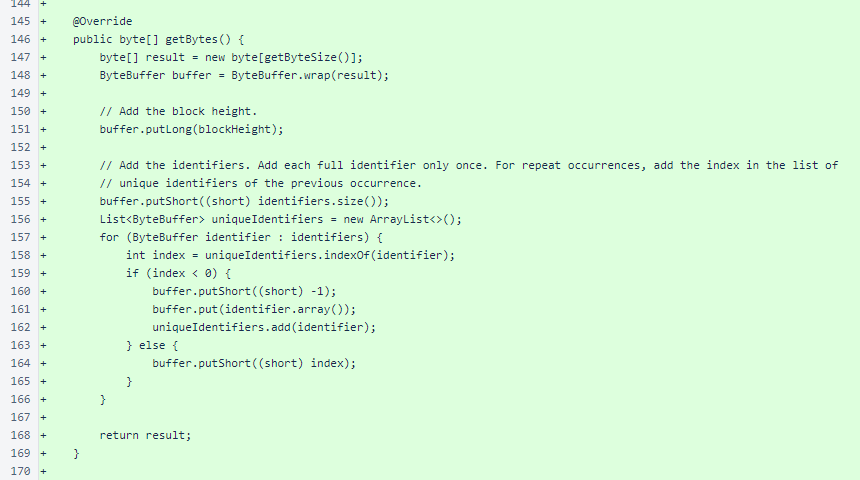 144 +
145 +     @Override
146 +     public byte[] getBytes() {
147 +         byte[] result = new byte[getByteSize()];
148 +         ByteBuffer buffer = ByteBuffer.wrap(result);
149 +
150 +         // Add the block height.
151 +         buffer.putLong(blockHeight);
152 +
153 +         // Add the identifiers. Add each full identifier only once. For repeat occurrences, add the index in the list of
154 +         // unique identifiers of the previous occurrence.
155 +         buffer.putShort((short) identifiers.size());
156 +         List<ByteBuffer> uniqueIdentifiers = new ArrayList<>();
157 +         for (ByteBuffer identifier : identifiers) {
158 +             int index = uniqueIdentifiers.indexOf(identifier);
159 +             if (index < 0) {
160 +                 buffer.putShort((short) -1);
161 +                 buffer.put(identifier.array());
162 +                 uniqueIdentifiers.add(identifier);
163 +             } else {
164 +                 buffer.putShort((short) index);
165 +             }
166 +         }
167 +
168 +         return result;
169 +     }
170 +